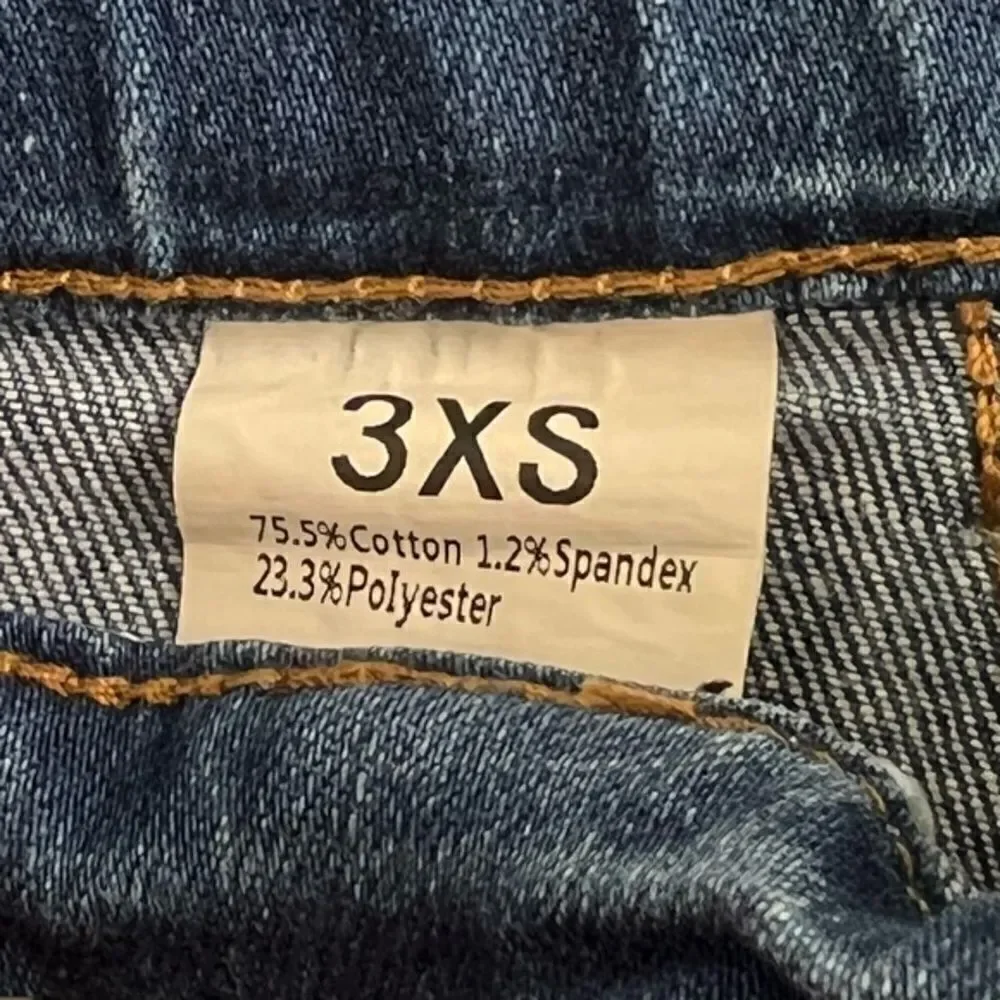 3XS
75.5%Cotton 1.2%Spandex
23.3%Polyester